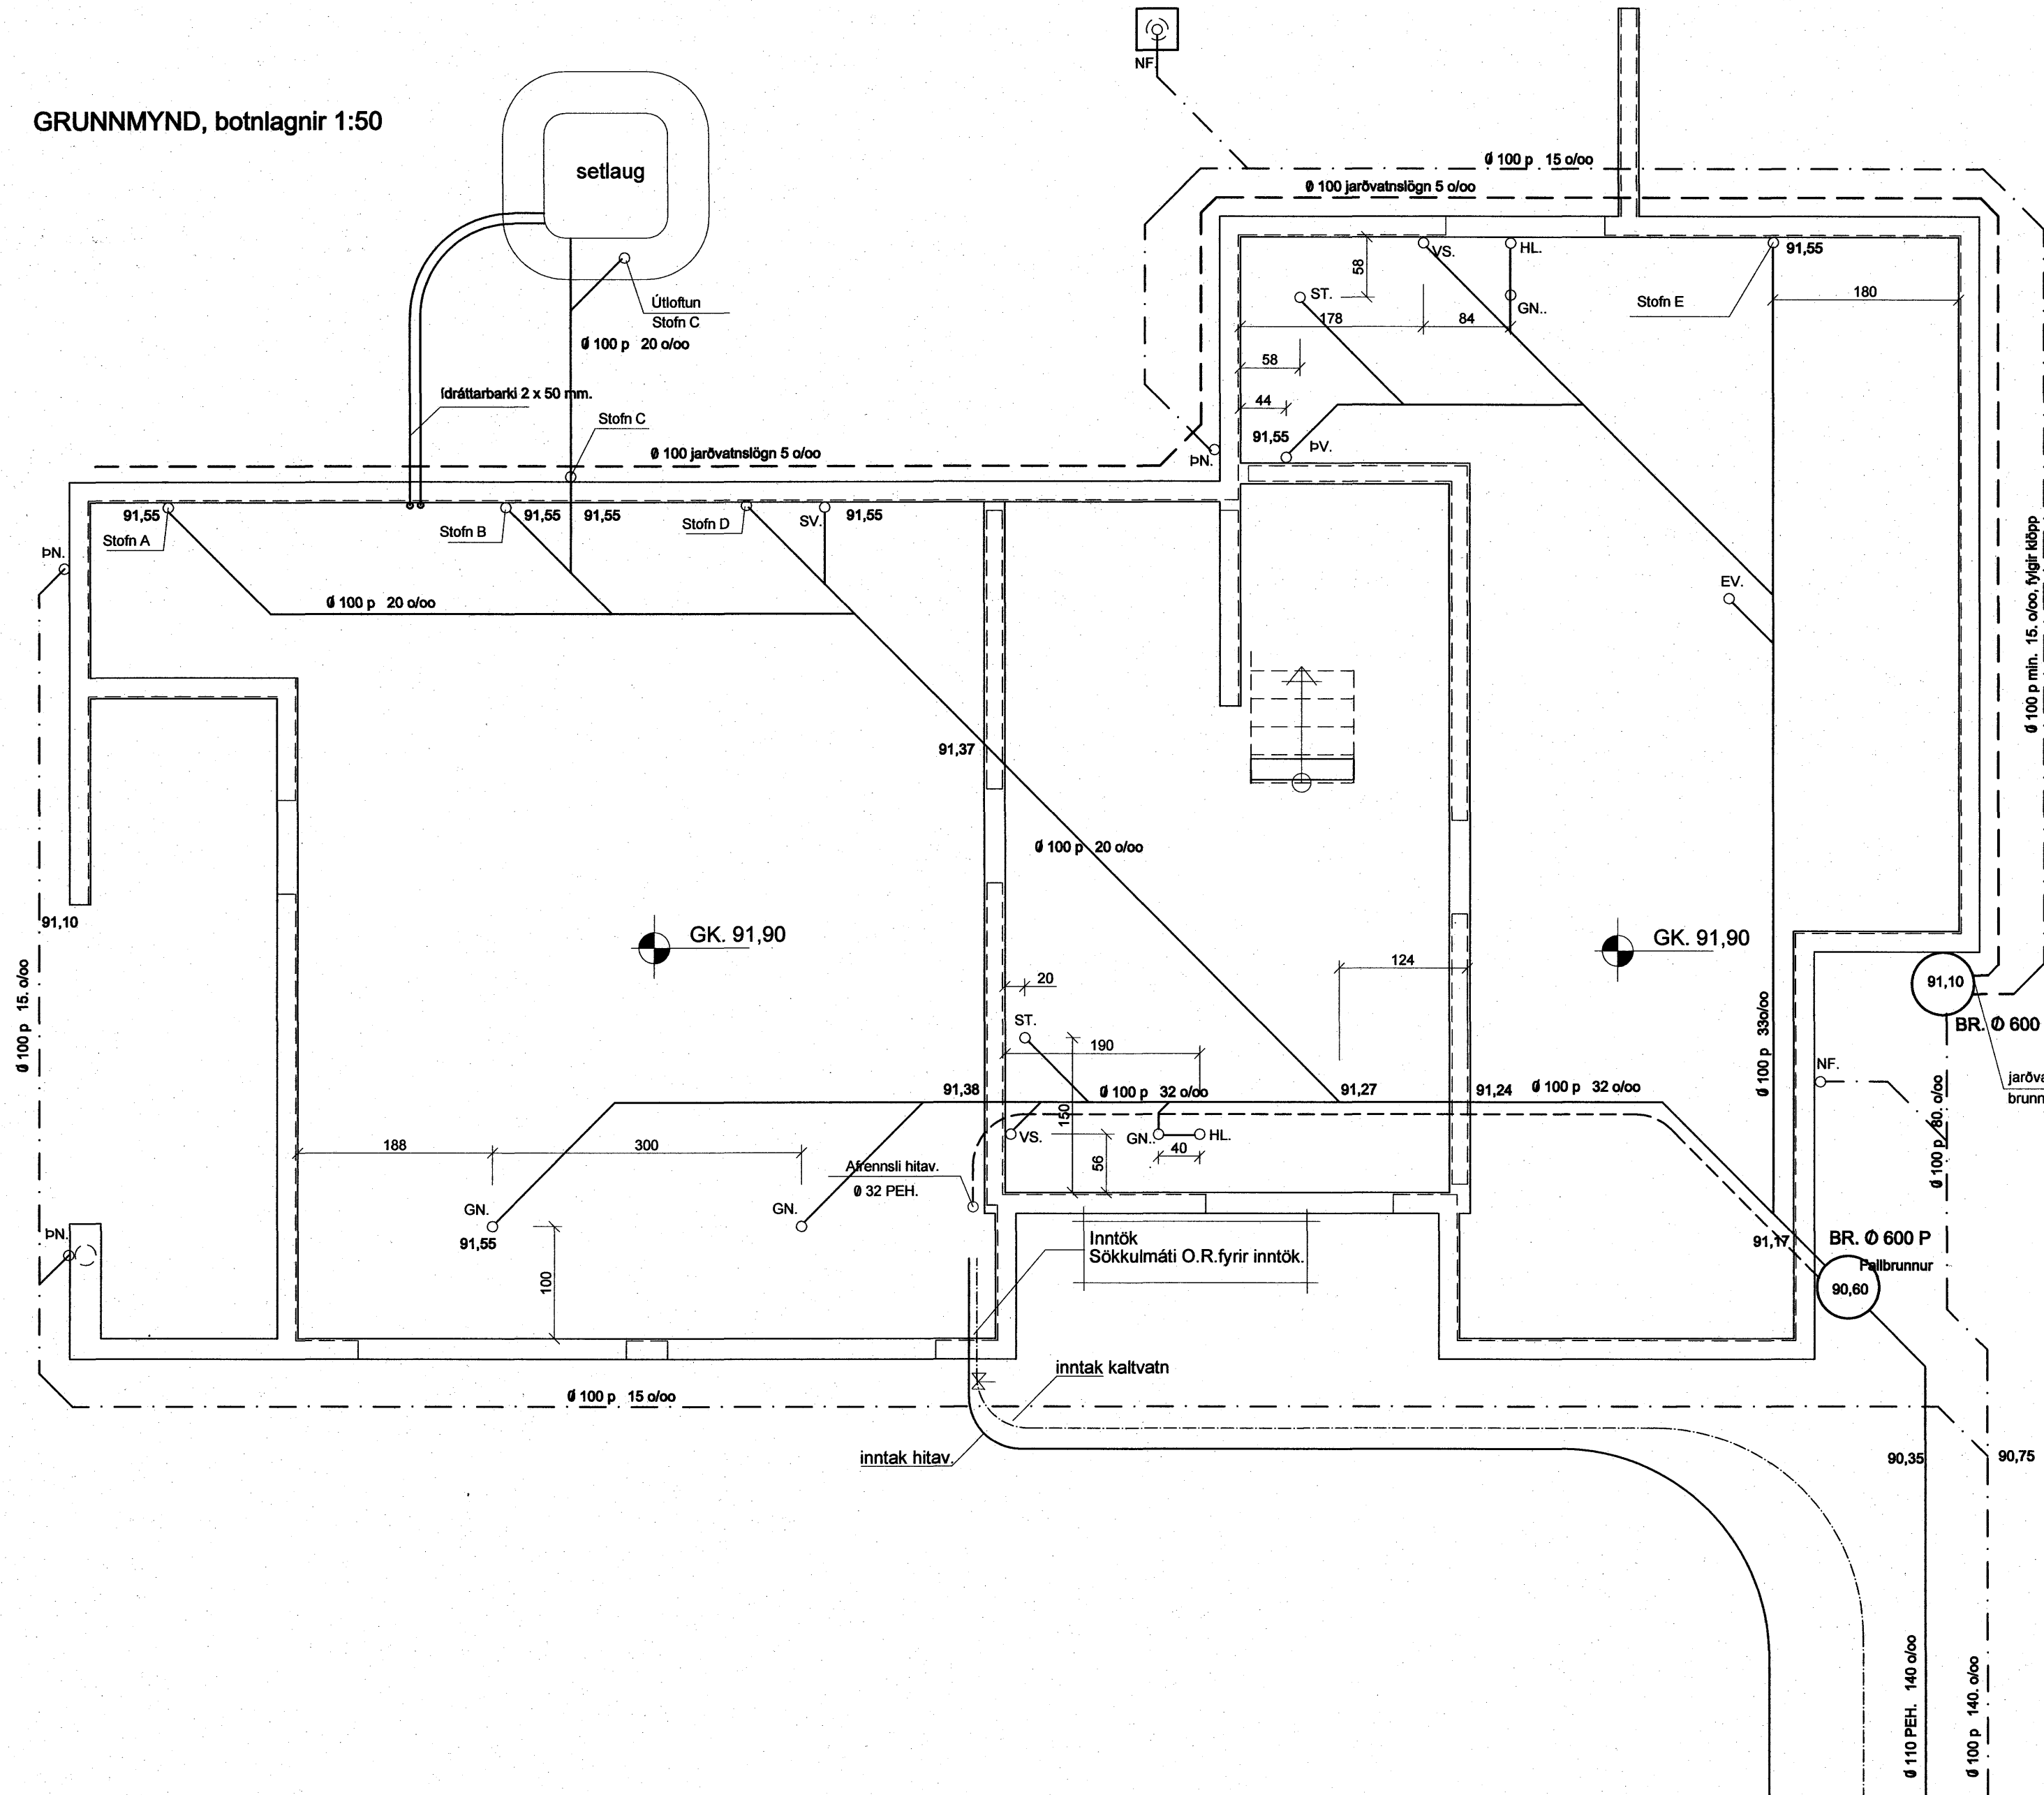 GRUNNMYND, botnlagnir 1:50
NF.
setlaug
Ø 100 p 15 o/oo
Ø 100 jarðvatnslögn 5 o/oo
Útloftun
Stofn C
Ø 100 p 20 o/oo
VS.
HL.
91,55
58
ST.
GN..
Stofn E
180
178
84
58
44
91,55
ÞV.
ÞN.
Ídráttarbarki 2 x 50 mm.
Stofn C
Ø 100 jarðvatnslögn 5 o/oo
91,55
Stofn A
Stofn B
91,55
91,55
Stofn D
SV.
91,55
ÞN.
Ø 100 p 20 o/oo
EV.
Ø 100 p min. 15. o/oo, fylgir klöpp
91,37
Ø 100 p 20 o/oo
91,10
GK. 91,90
GK. 91,90
124
20
91,10
BR. Ø 600
Ø 100 p 15. o/oo
ST.
190
Ø 100 p 33o/oo
NF.
Ø 100 p 80. o/oo
91,38
Ø 100 p 32 o/oo
91,27
91,24
Ø 100 p 32 o/oo
150
VS.
GN..
HL.
40
56
188
300
Afrennsli hitav.
Ø 32 PEH.
GN.
91,55
GN.
100
ÞN.
Inntök
Sökkulmáti O.R.fyrir inntök.
91,17
BR. Ø 600 P
Pallbrunnur
90,60
inntak kaltvatn
Ø 100 p 15 o/oo
inntak hitav.
90,35
90,75
Ø 110 PEH. 140 o/oo
Ø 100 p 140. o/oo